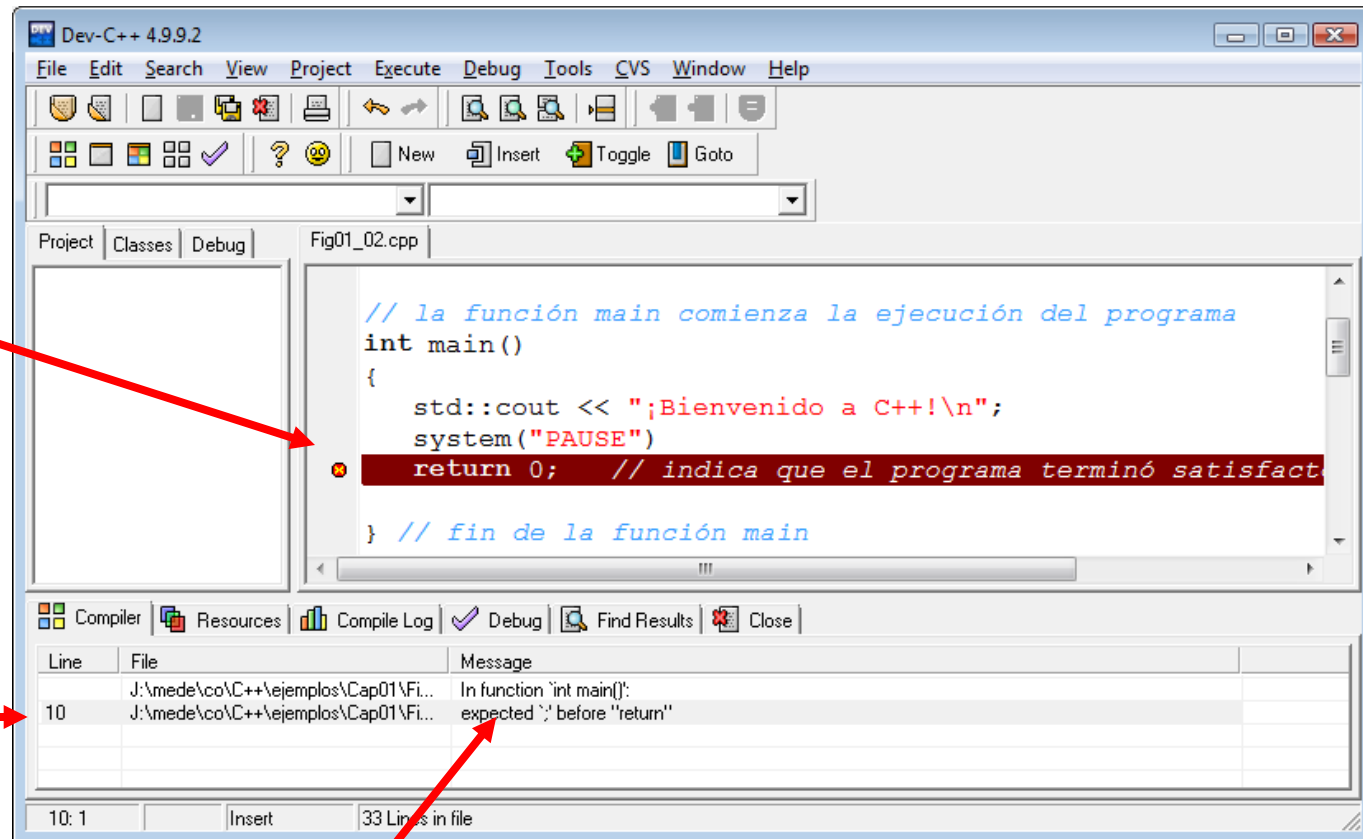 Dev-C++ 4.9.9.2
File Edit Search View Project Execute Debug Tools CVS Window Help
New Insert Toggle Goto
Project Classes Debug Fig01_02.cpp
// la función main comienza la ejecución del programa
int main()
{
std::cout << "¡Bienvenido a C++!\n";
system("PAUSE")
return 0; // indica que el programa terminó satisfact
} // fin de la función main
Compiler Resources Compile Log Debug Find Results Close
Line File Message
J:\mede\co\C++\ejemplos\Cap01\Fi... In function `int main()':
10 J:\mede\co\C++\ejemplos\Cap01\Fi... expected `;' before "return"
10: 1 Insert 33 Lines in file